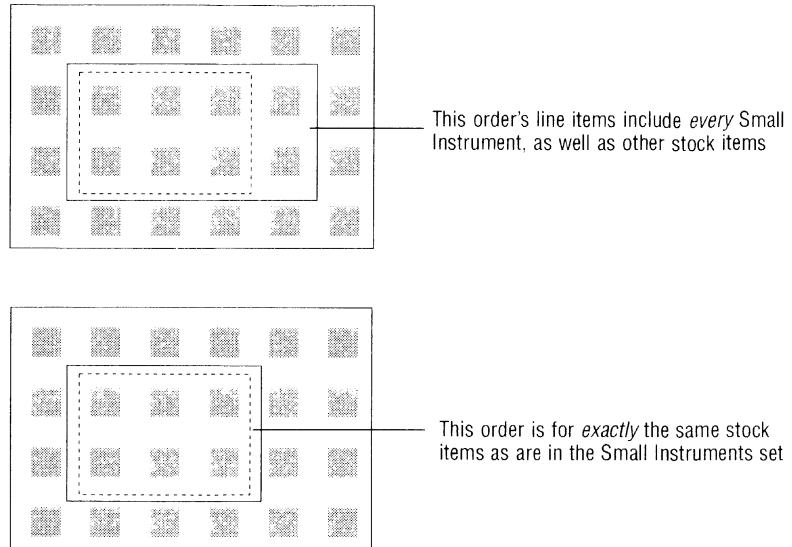 This order's line items include every Small
Instrument, as well as other stock items
This order is for exactly the same stock
items as are in the Small Instruments set